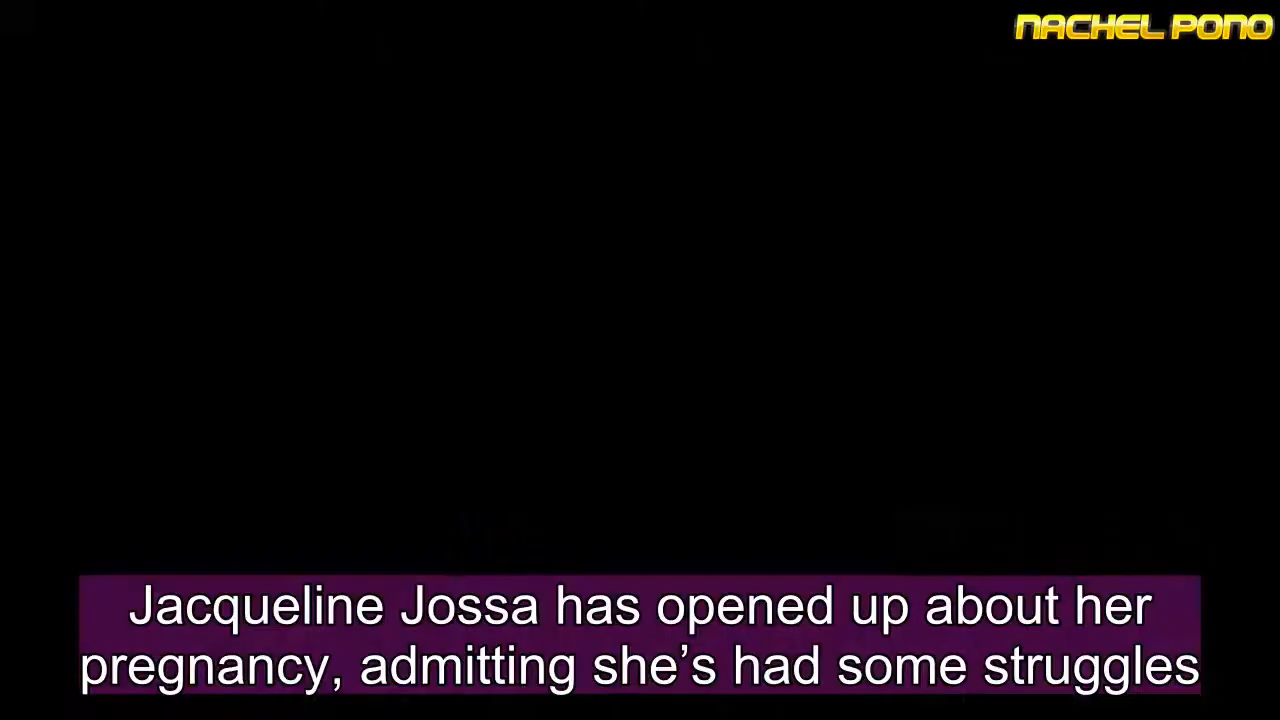 NACHEL PONO
Jacqueline Jossa has opened up about her
pregnancy, admitting she’s had some struggles